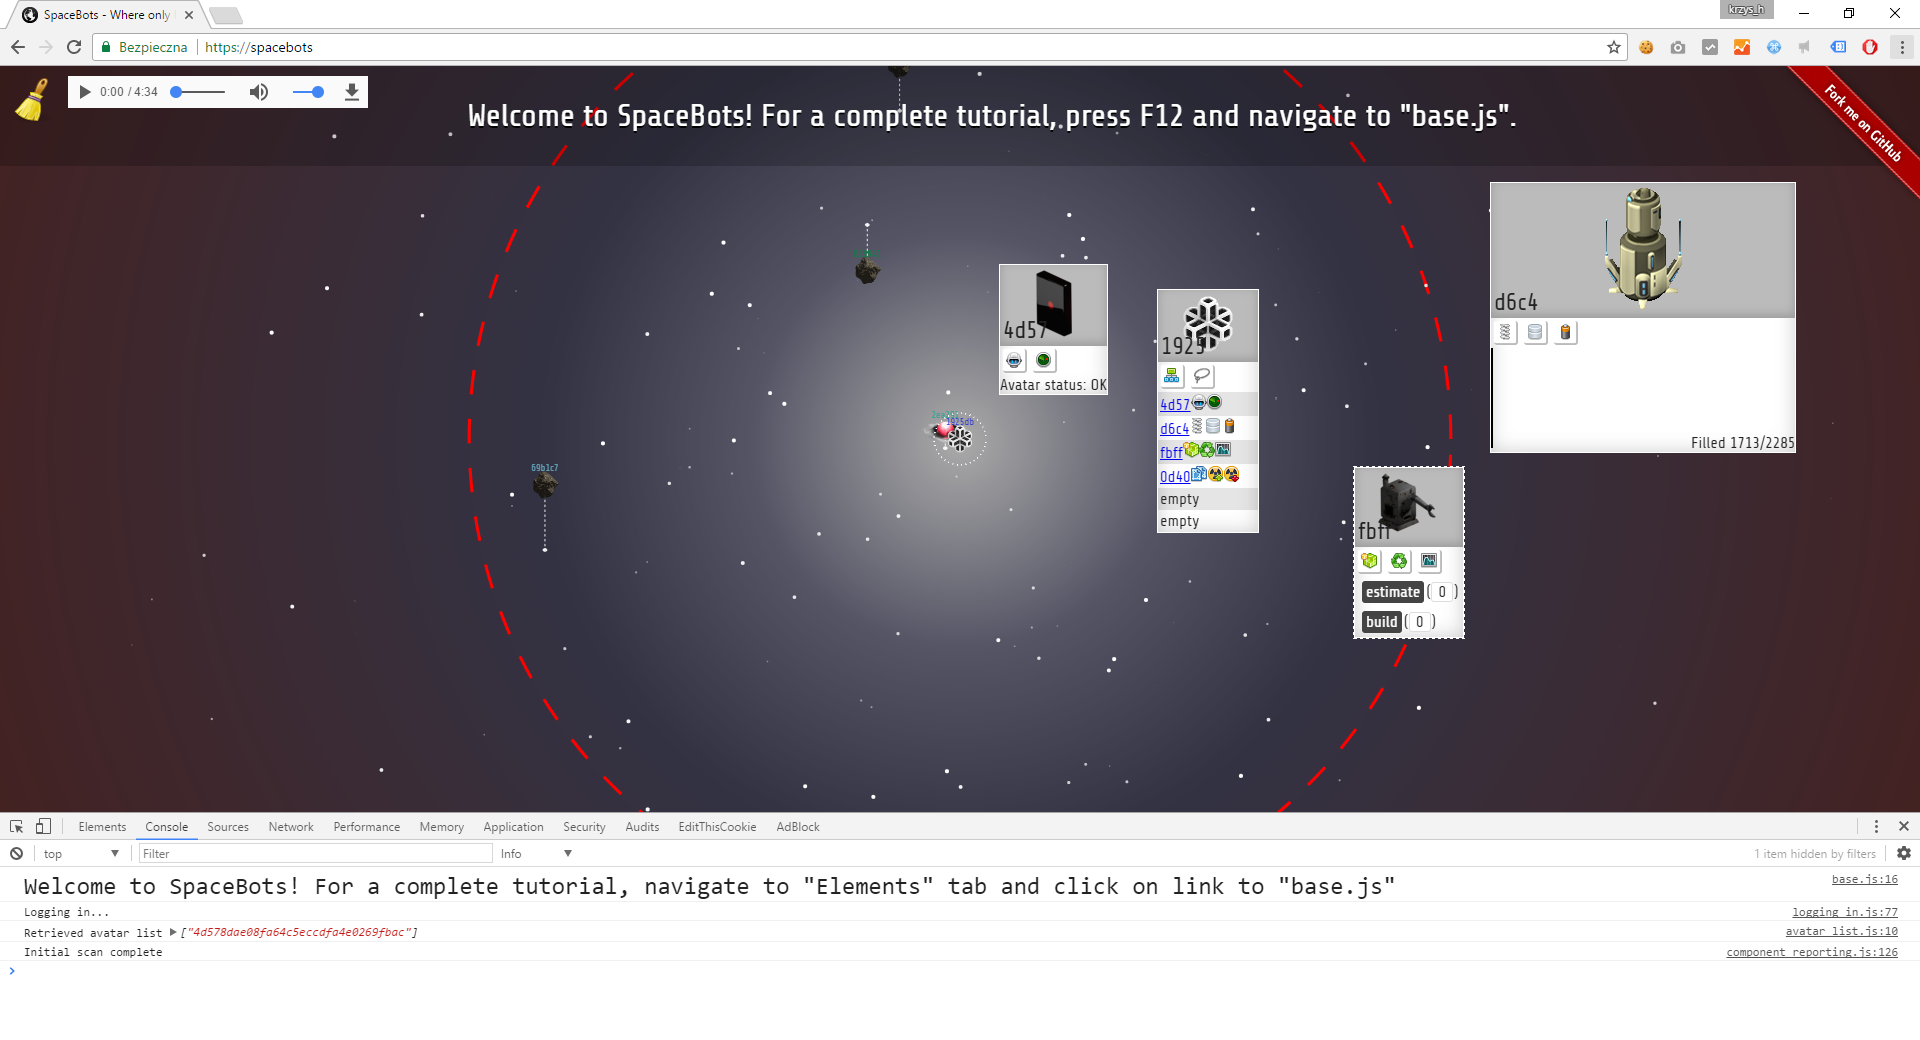 SpaceBots - Where only
krzys_h
Bezpieczna
https://spacebots
0:00 / 4:34
Welcome to SpaceBots! For a complete tutorial, press F12 and navigate to "base.js".
Fork me on GitHub
d6c4
Filled 1713/2285
4d57
Avatar status: OK
1925
4d57
d6c4
fbff
0d40
empty
empty
1925db
69b1c7
fbff
estimate ( 0 )
build ( 0 )
Elements Console Sources Network Performance Memory Application Security Audits EditThisCookie AdBlock
top Filter Info 1 item hidden by filters
Welcome to SpaceBots! For a complete tutorial, navigate to "Elements" tab and click on link to "base.js" base.js:16
Logging in... logging_in.js:77
Retrieved avatar list ["4d578dae08fa64c5eccdfa4e0269fbac"] avatar_list.js:10
Initial scan complete component_reporting.js:126